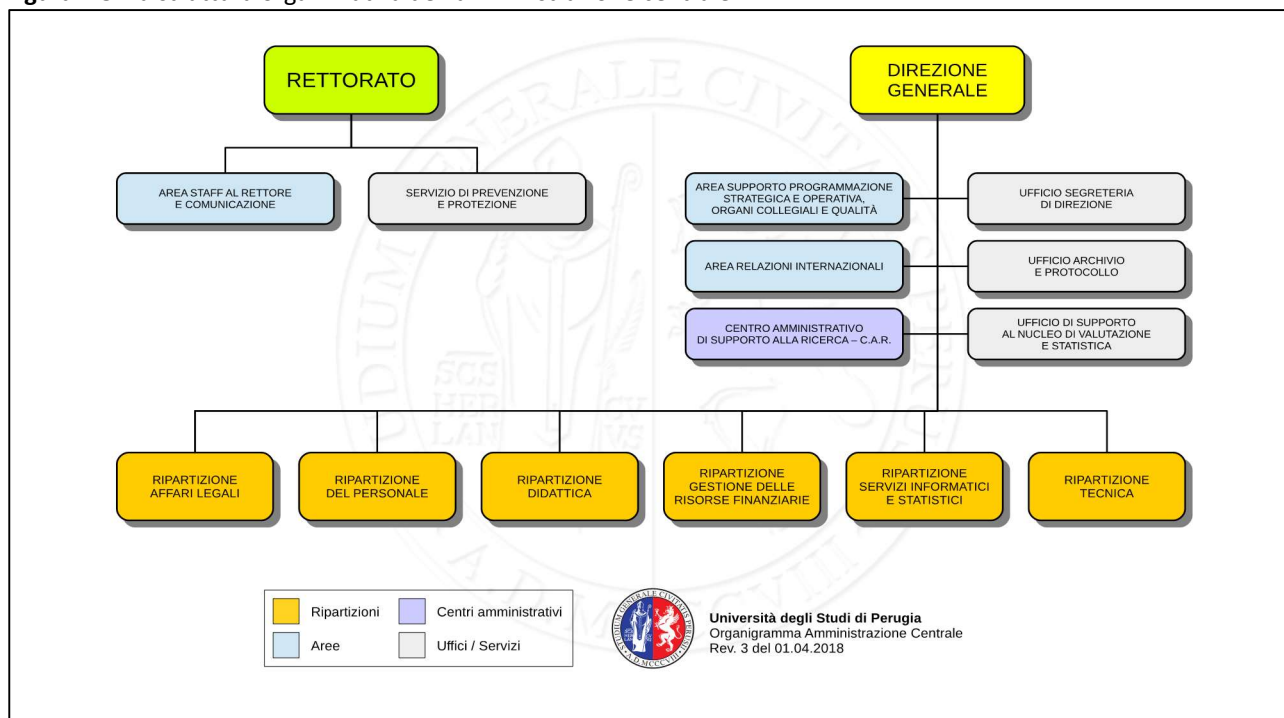 RETTORATO
DIREZIONE
GENERALE
AREA STAFF AL RETTORE
E COMUNICAZIONE
SERVIZIO DI PREVENZIONE
E PROTEZIONE
AREA SUPPORTO PROGRAMMAZIONE
STRATEGICA E OPERATIVA,
ORGANI COLLEGIALI E QUALITÀ
UFFICIO SEGRETERIA
DI DIREZIONE
AREA RELAZIONI INTERNAZIONALI
UFFICIO ARCHIVIO
E PROTOCOLLO
CENTRO AMMINISTRATIVO
DI SUPPORTO ALLA RICERCA – C.A.R.
UFFICIO DI SUPPORTO
AL NUCLEO DI VALUTAZIONE
E STATISTICA
RIPARTIZIONE
AFFARI LEGALI
RIPARTIZIONE
DEL PERSONALE
RIPARTIZIONE
DIDATTICA
RIPARTIZIONE
GESTIONE DELLE
RISORSE FINANZIARIE
RIPARTIZIONE
SERVIZI INFORMATICI
E STATISTICI
RIPARTIZIONE
TECNICA
Ripartizioni
Centri amministrativi
Aree
Uffici / Servizi
Università degli Studi di Perugia
Organigramma Amministrazione Centrale
Rev. 3 del 01.04.2018